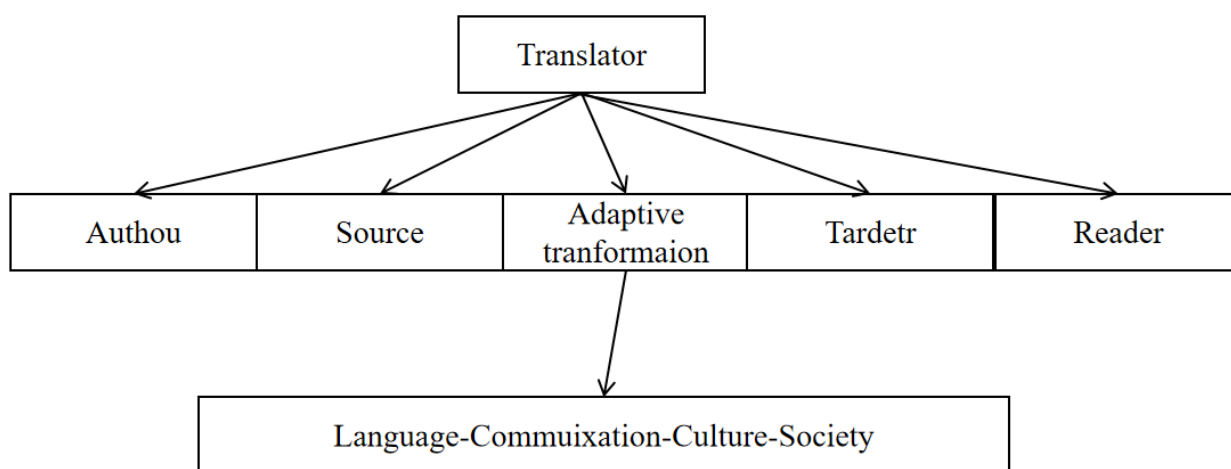 Translator
Authou
Source
Adaptive
tranformaion
Tardetr
Reader
Language-Commuixation-Culture-Society